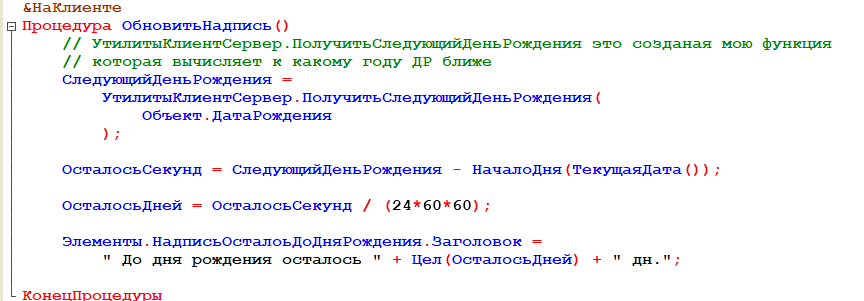 &НаКлиенте
Процедура ОбновитьНадпись()
// УтилитыКлиентСервер.ПолучитьСледующийДеньРождения это созданая мою функция
// которая вычисляет к какому году ДР ближе
СледующийДеньРождения =
УтилитыКлиентСервер.ПолучитьСледующийДеньРождения(
Объект.ДатаРождения
);
ОсталосьСекунд = СледующийДеньРождения - НачалоДня(ТекущаяДата());
ОсталосьДней = ОсталосьСекунд / (24*60*60);
Элементы.НадписьОсталоьДоДняРождения.Заголовок =
" До дня рождения осталось " + Цел(ОсталосьДней) + " дн.";
КонецПроцедуры